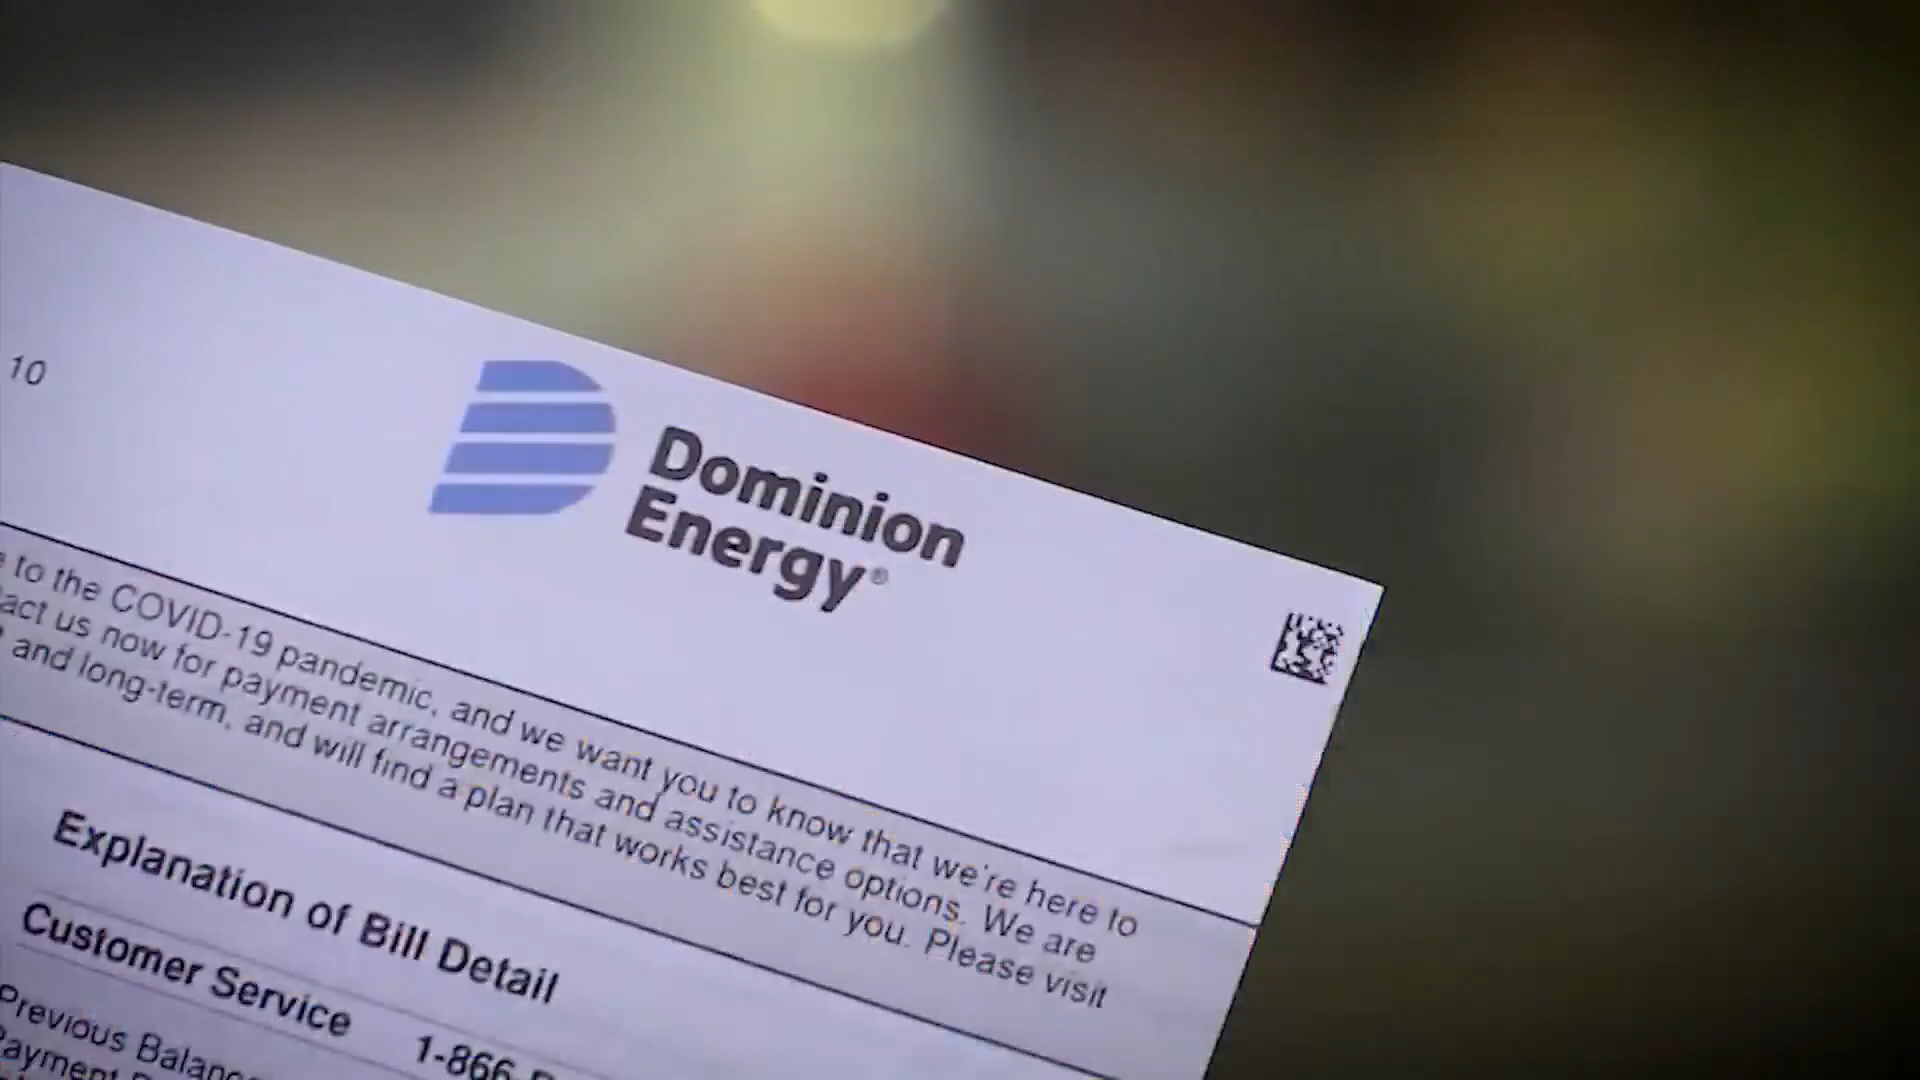 10
Dominion
Energy®
to the COVID-19 pandemic, and we want you to know that we're here to
us now for payment arrangements and assistance options. We are
and long-term, and will find a plan that works best for you. Please visit
Explanation of Bill Detail
Customer Service 1-866-
Previous